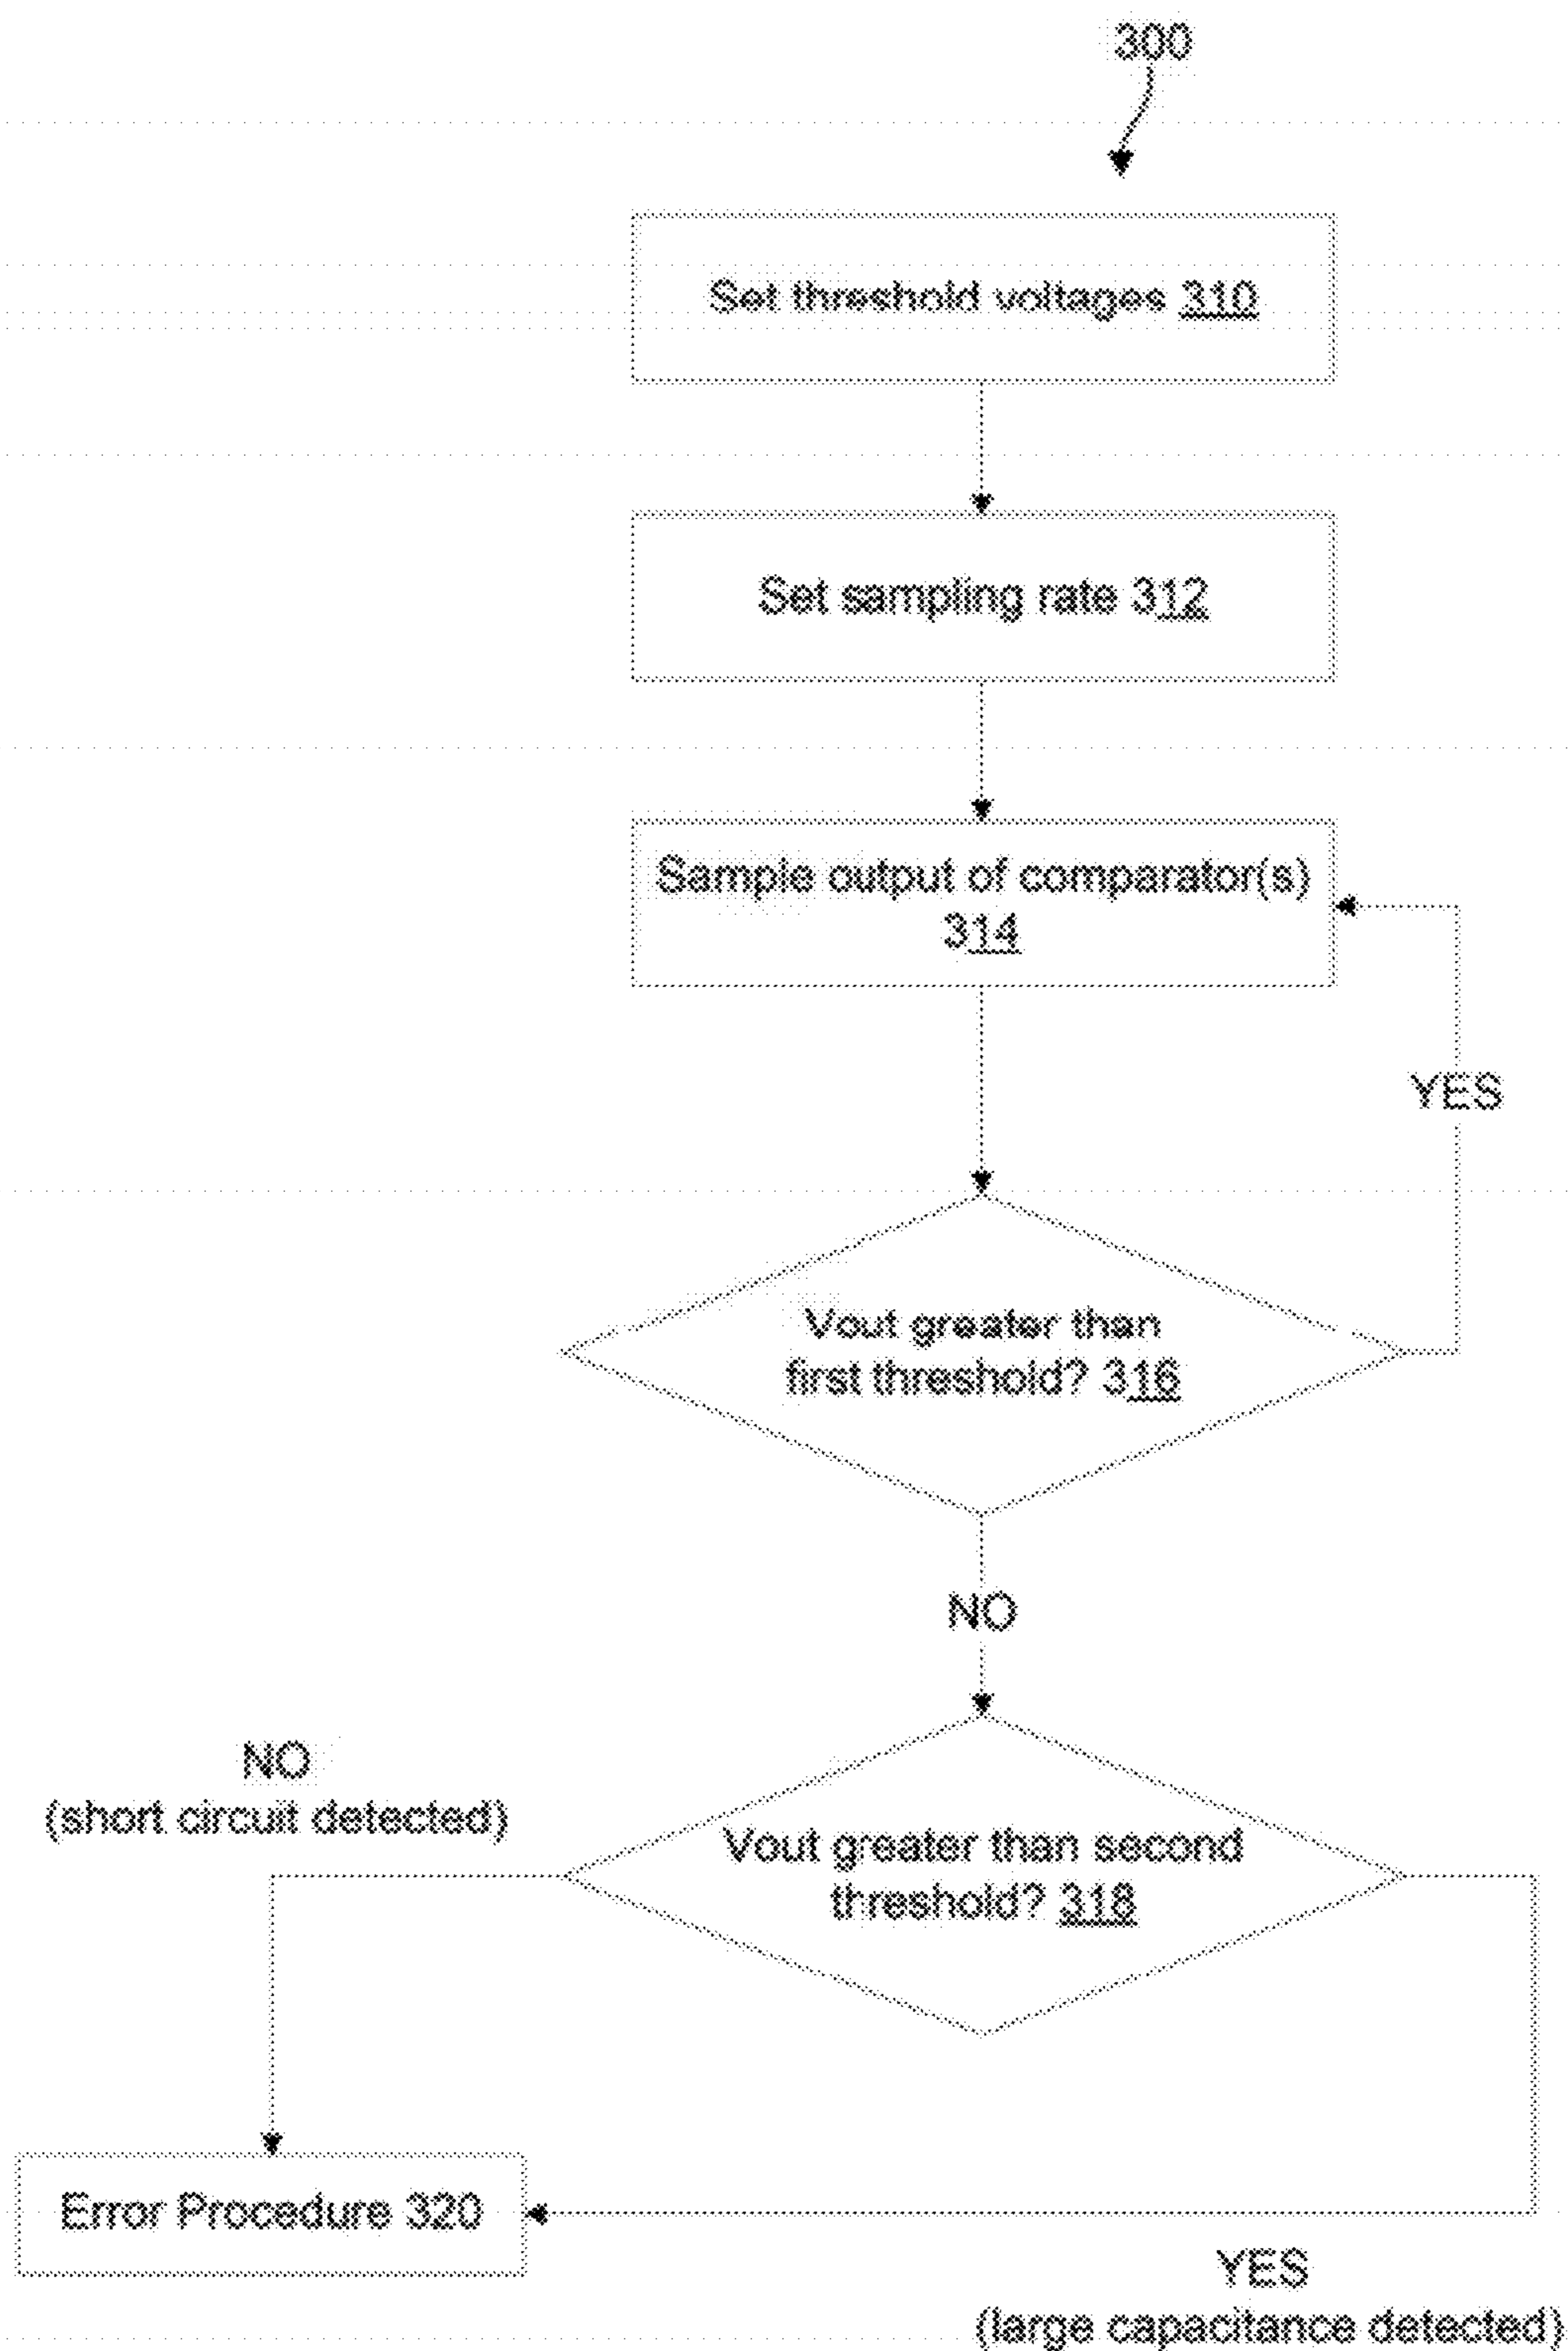 300
Set threshold voltages 310
Set sampling rate 312
Sample output of comparator(s)
314
YES
Vout greater than
first threshold? 316
NO
NO
(short circuit detected)
Vout greater than second
threshold? 318
Error Procedure 320
YES
(large capacitance detected)